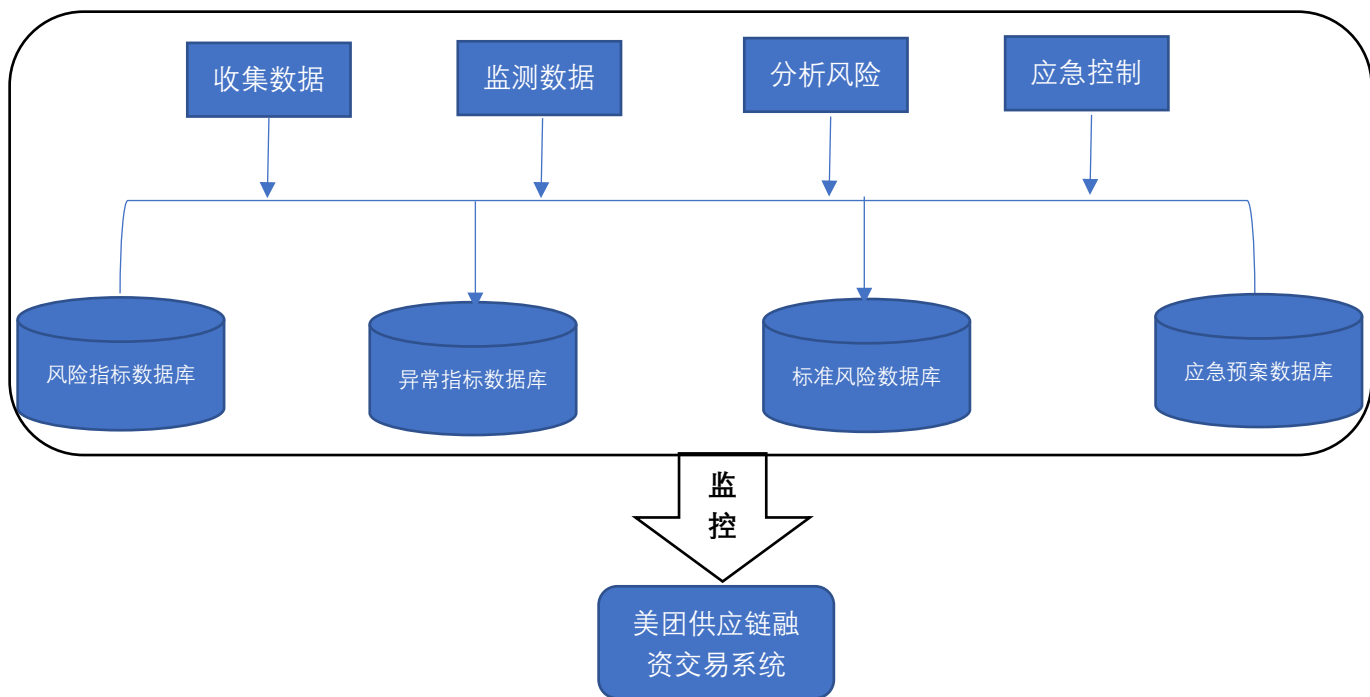 收集数据
监测数据
分析风险
应急控制
风险指标数据库
异常指标数据库
标准风险数据库
应急预案数据库
监
控
美团供应链融
资交易系统